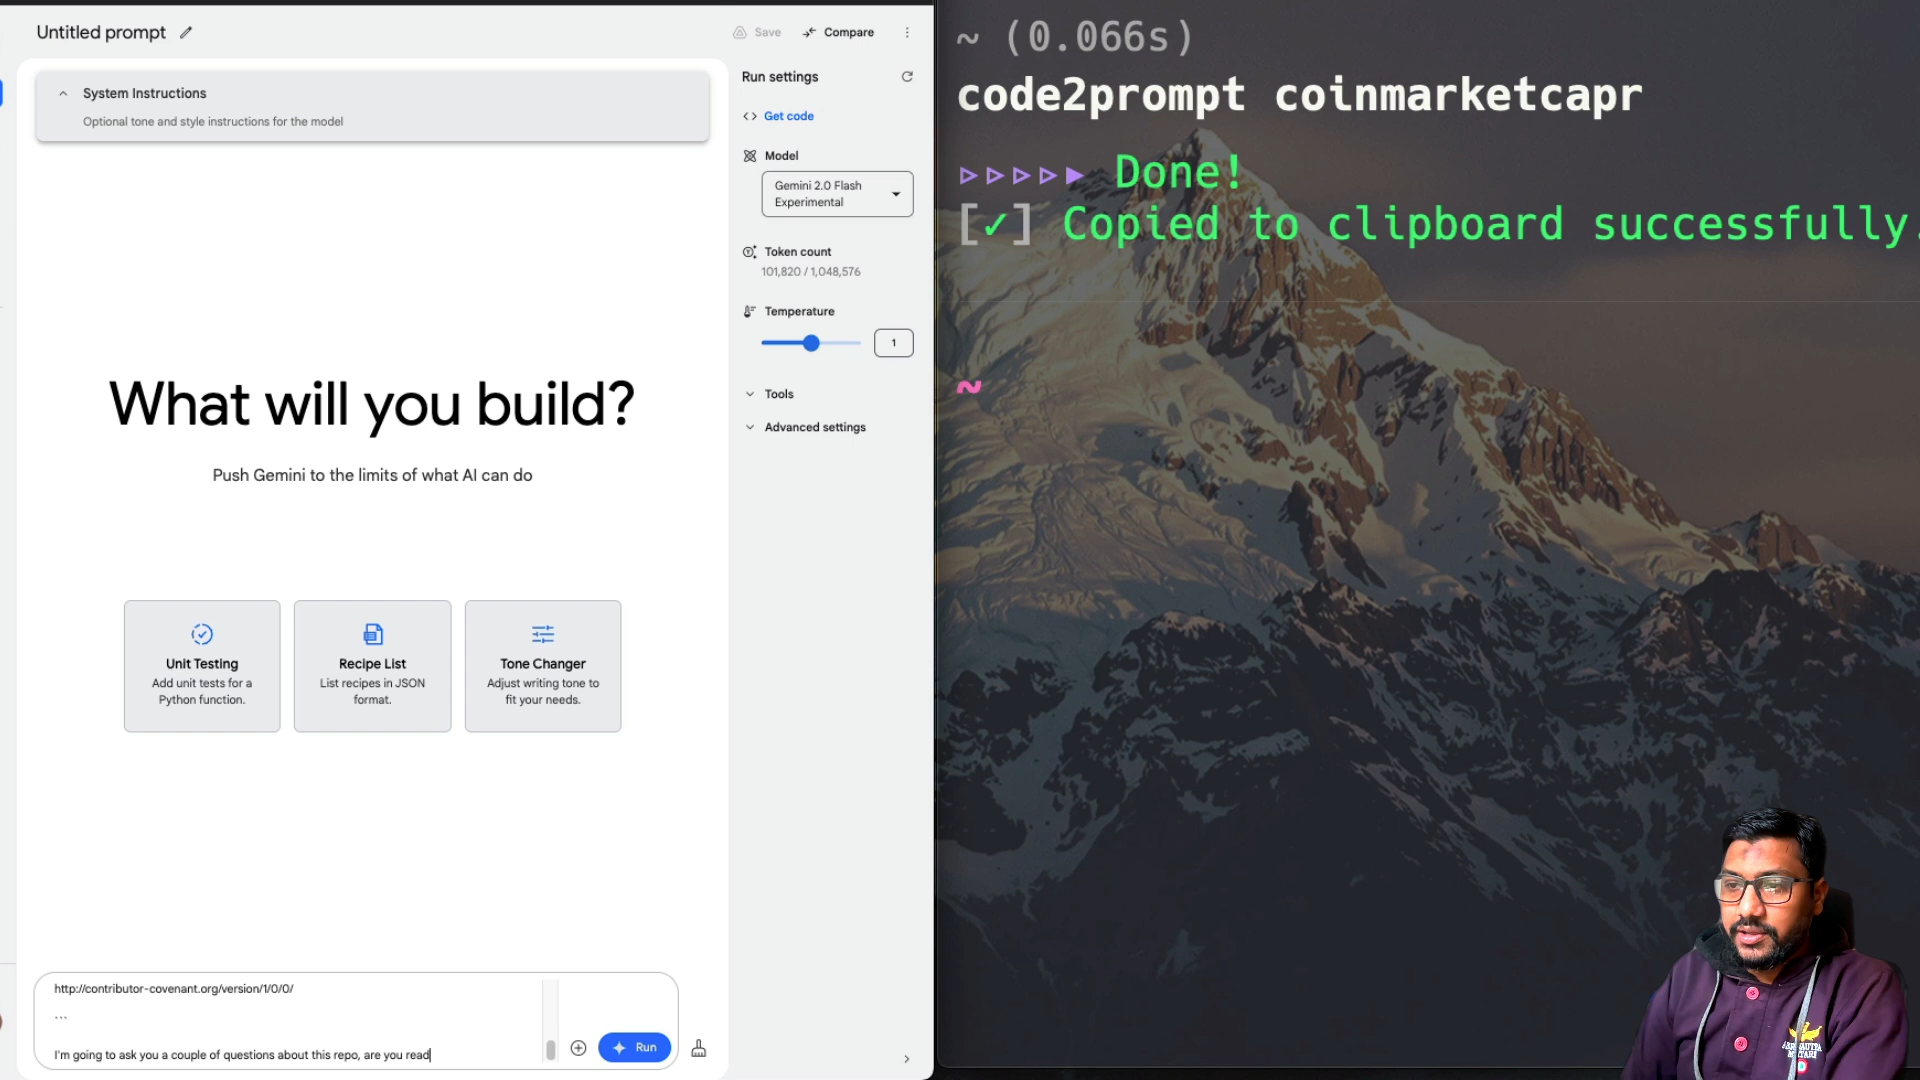 Untitled prompt
Save
Compare
System Instructions
Optional tone and style instructions for the model
What will you build?
Push Gemini to the limits of what AI can do
Unit Testing
Add unit tests for a
Python function.
Recipe List
List recipes in JSON
format.
Tone Changer
Adjust writing tone to
fit your needs.
http://contributor-covenant.org/version/1/0/0/
```
I'm going to ask you a couple of questions about this repo, are you read
Run
Run settings
<> Get code
Model
Gemini 2.0 Flash
Experimental
Token count
101,820 / 1,048,576
Temperature
1
Tools
Advanced settings
~ (0.066s)
code2prompt coinmarketcapr
▹▹▹▹▸ Done!
[✓] Copied to clipboard successfully.
~